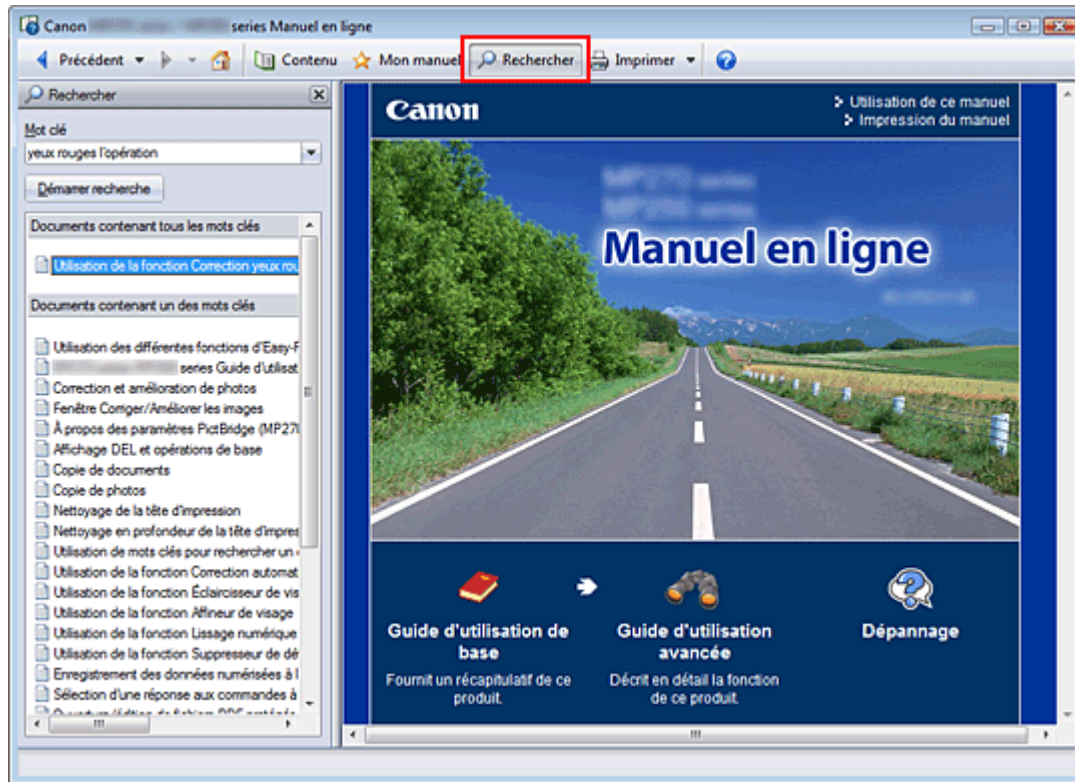 Canon series Manuel en ligne
Précédent Contenu Mon manuel Rechercher Imprimer
Rechercher
Mot clé
yeux rouges l'opération
Démarrer recherche
Documents contenant tous les mots clés
Utilisation de la fonction Correction yeux rou
Documents contenant un des mots clés
Utilisation des différentes fonctions d'Easy-F
series Guide d'utilisat
Correction et amélioration de photos
Fenêtre Corriger/Améliorer les images
À propos des paramètres PictBridge (MP27
Affichage DEL et opérations de base
Copie de documents
Copie de photos
Nettoyage de la tête d'impression
Nettoyage en profondeur de la tête d'impres
Utilisation de mots clés pour rechercher un
Utilisation de la fonction Correction automat
Utilisation de la fonction Éclaircisseur de vis
Utilisation de la fonction Affineur de visage
Utilisation de la fonction Lissage numérique
Utilisation de la fonction Suppresseur de dé
Enregistrement des données numérisées à l
Sélection d'une réponse aux commandes à
Canon
Utilisation de ce manuel
Impression du manuel
Manuel en ligne
Guide d'utilisation de
base
Fournit un récapitulatif de ce
produit.
Guide d'utilisation
avancée
Décrit en détail la fonction
de ce produit.
Dépannage